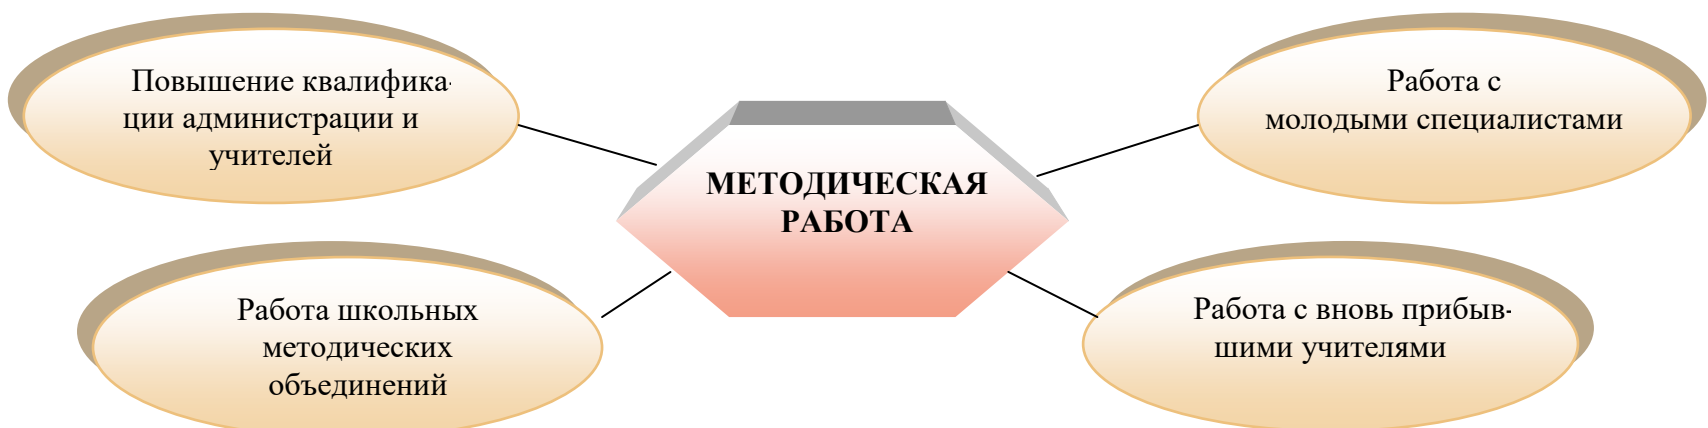 Повышение квалифика-
ции администрации и
учителей
Работа с
молодыми специалистами
МЕТОДИЧЕСКАЯ
РАБОТА
Работа школьных
методических
объединений
Работа с вновь прибыв-
шими учителями